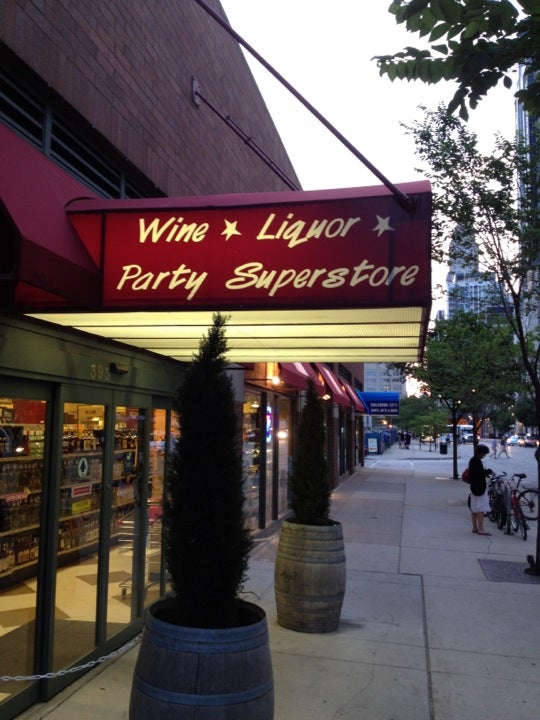 Wine ★ Liquor ★
Party Superstore